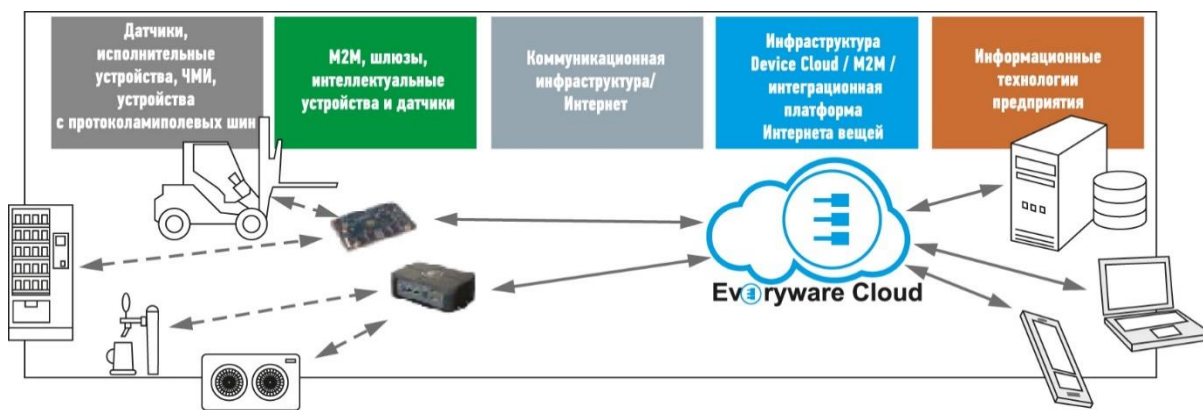 Датчики,
исполнительные
устройства, ЧМИ,
устройства
с протоколамиполевых шин
М2М, шлюзы,
интеллектуальные
устройства и датчики
Коммуникационная
инфраструктура/
Интернет
Инфраструктура
Device Cloud / M2M /
интеграционная
платформа
Интернета вещей
Информационные
технологии
предприятия
Everyware Cloud